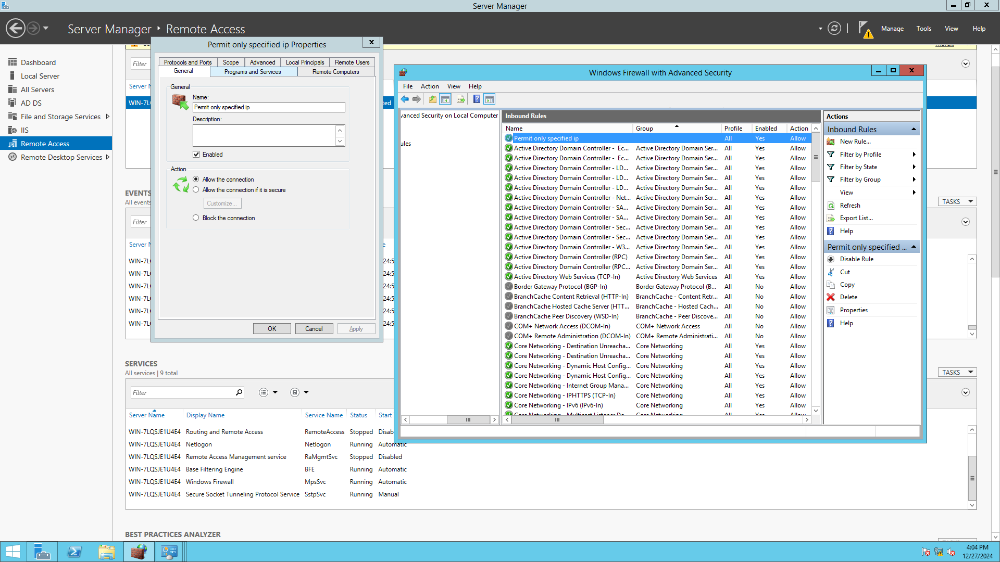 Server Manager
Server Manager ‣ Remote Access
Manage
Tools
View
Help
Dashboard
Local Server
All Servers
AD DS
File and Storage Services
IIS
Remote Access
Remote Desktop Services
Filter
Permit only specified ip Properties
Protocols and Ports
Scope
Advanced
Local Principals
Remote Users
General
Programs and Services
Remote Computers
General
Name:
Permit only specified ip
Description:
Enabled
Action
Allow the connection
Allow the connection if it is secure
Customize...
Block the connection
OK
Cancel
Apply
EVENTS
All events
Filter
TASKS
WIN-7L
24:5
WIN-7L
24:5
WIN-7L
24:5
WIN-7L
24:5
WIN-7L
24:5
WIN-7L
24:5
Windows Firewall with Advanced Security
File
Action
View
Help
vanced Security on Local Computer
ules
Inbound Rules
Name
Group
Profile
Enabled
Action
Permit only specified ip All Yes Allow
Active Directory Domain Controller - Ec... Active Directory Domain Ser... All Yes Allow
Active Directory Domain Controller - Ec... Active Directory Domain Ser... All Yes Allow
Active Directory Domain Controller - LD... Active Directory Domain Ser... All Yes Allow
Active Directory Domain Controller - LD... Active Directory Domain Ser... All Yes Allow
Active Directory Domain Controller - LD... Active Directory Domain Ser... All Yes Allow
Active Directory Domain Controller - Net... Active Directory Domain Ser... All Yes Allow
Active Directory Domain Controller - SA... Active Directory Domain Ser... All Yes Allow
Active Directory Domain Controller - SA... Active Directory Domain Ser... All Yes Allow
Active Directory Domain Controller - Sec... Active Directory Domain Ser... All Yes Allow
Active Directory Domain Controller - Sec... Active Directory Domain Ser... All Yes Allow
Active Directory Domain Controller - W3... Active Directory Domain Ser... All Yes Allow
Active Directory Domain Controller (RPC) Active Directory Domain Ser... All Yes Allow
Active Directory Domain Controller (RPC... Active Directory Domain Ser... All Yes Allow
Active Directory Web Services (TCP-In) Active Directory Web Services All Yes Allow
Border Gateway Protocol (BGP-In) Border Gateway Protocol (B... All No Allow
BranchCache Content Retrieval (HTTP-In) BranchCache - Content Retr... All No Allow
BranchCache Hosted Cache Server (HTT... BranchCache - Hosted Cach... All No Allow
BranchCache Peer Discovery (WSD-In) BranchCache - Peer Discove... All No Allow
COM+ Network Access (DCOM-In) COM+ Network Access All No Allow
COM+ Remote Administration (DCOM-In) COM+ Remote Administrati... All No Allow
Core Networking - Destination Unreacha... Core Networking All Yes Allow
Core Networking - Destination Unreacha... Core Networking All Yes Allow
Core Networking - Dynamic Host Config... Core Networking All Yes Allow
Core Networking - Dynamic Host Config... Core Networking All Yes Allow
Core Networking - Internet Group Mana... Core Networking All Yes Allow
Core Networking - IPHTTPS (TCP-In) Core Networking All Yes Allow
Core Networking - IPv6 (IPv6-In) Core Networking All Yes Allow
Core Networking - Multicast Listener Do... Core Networking All Yes Allow
Actions
Inbound Rules
New Rule...
Filter by Profile
Filter by State
Filter by Group
View
Refresh
Export List...
Help
Permit only specified ...
Disable Rule
Cut
Copy
Delete
Properties
Help
SERVICES
All services | 9 total
TASKS
Filter
Server Name Display Name Service Name Status Start
WIN-7LQSJE1U4E4 Routing and Remote Access RemoteAccess Stopped Disab
WIN-7LQSJE1U4E4 Netlogon Netlogon Running Automatic
WIN-7LQSJE1U4E4 Remote Access Management service RaMgmtSvc Stopped Disabled
WIN-7LQSJE1U4E4 Base Filtering Engine BFE Running Automatic
WIN-7LQSJE1U4E4 Windows Firewall MpsSvc Running Automatic
WIN-7LQSJE1U4E4 Secure Socket Tunneling Protocol Service SstpSvc Running Manual
BEST PRACTICES ANALYZER
4:04 PM
12/27/2024